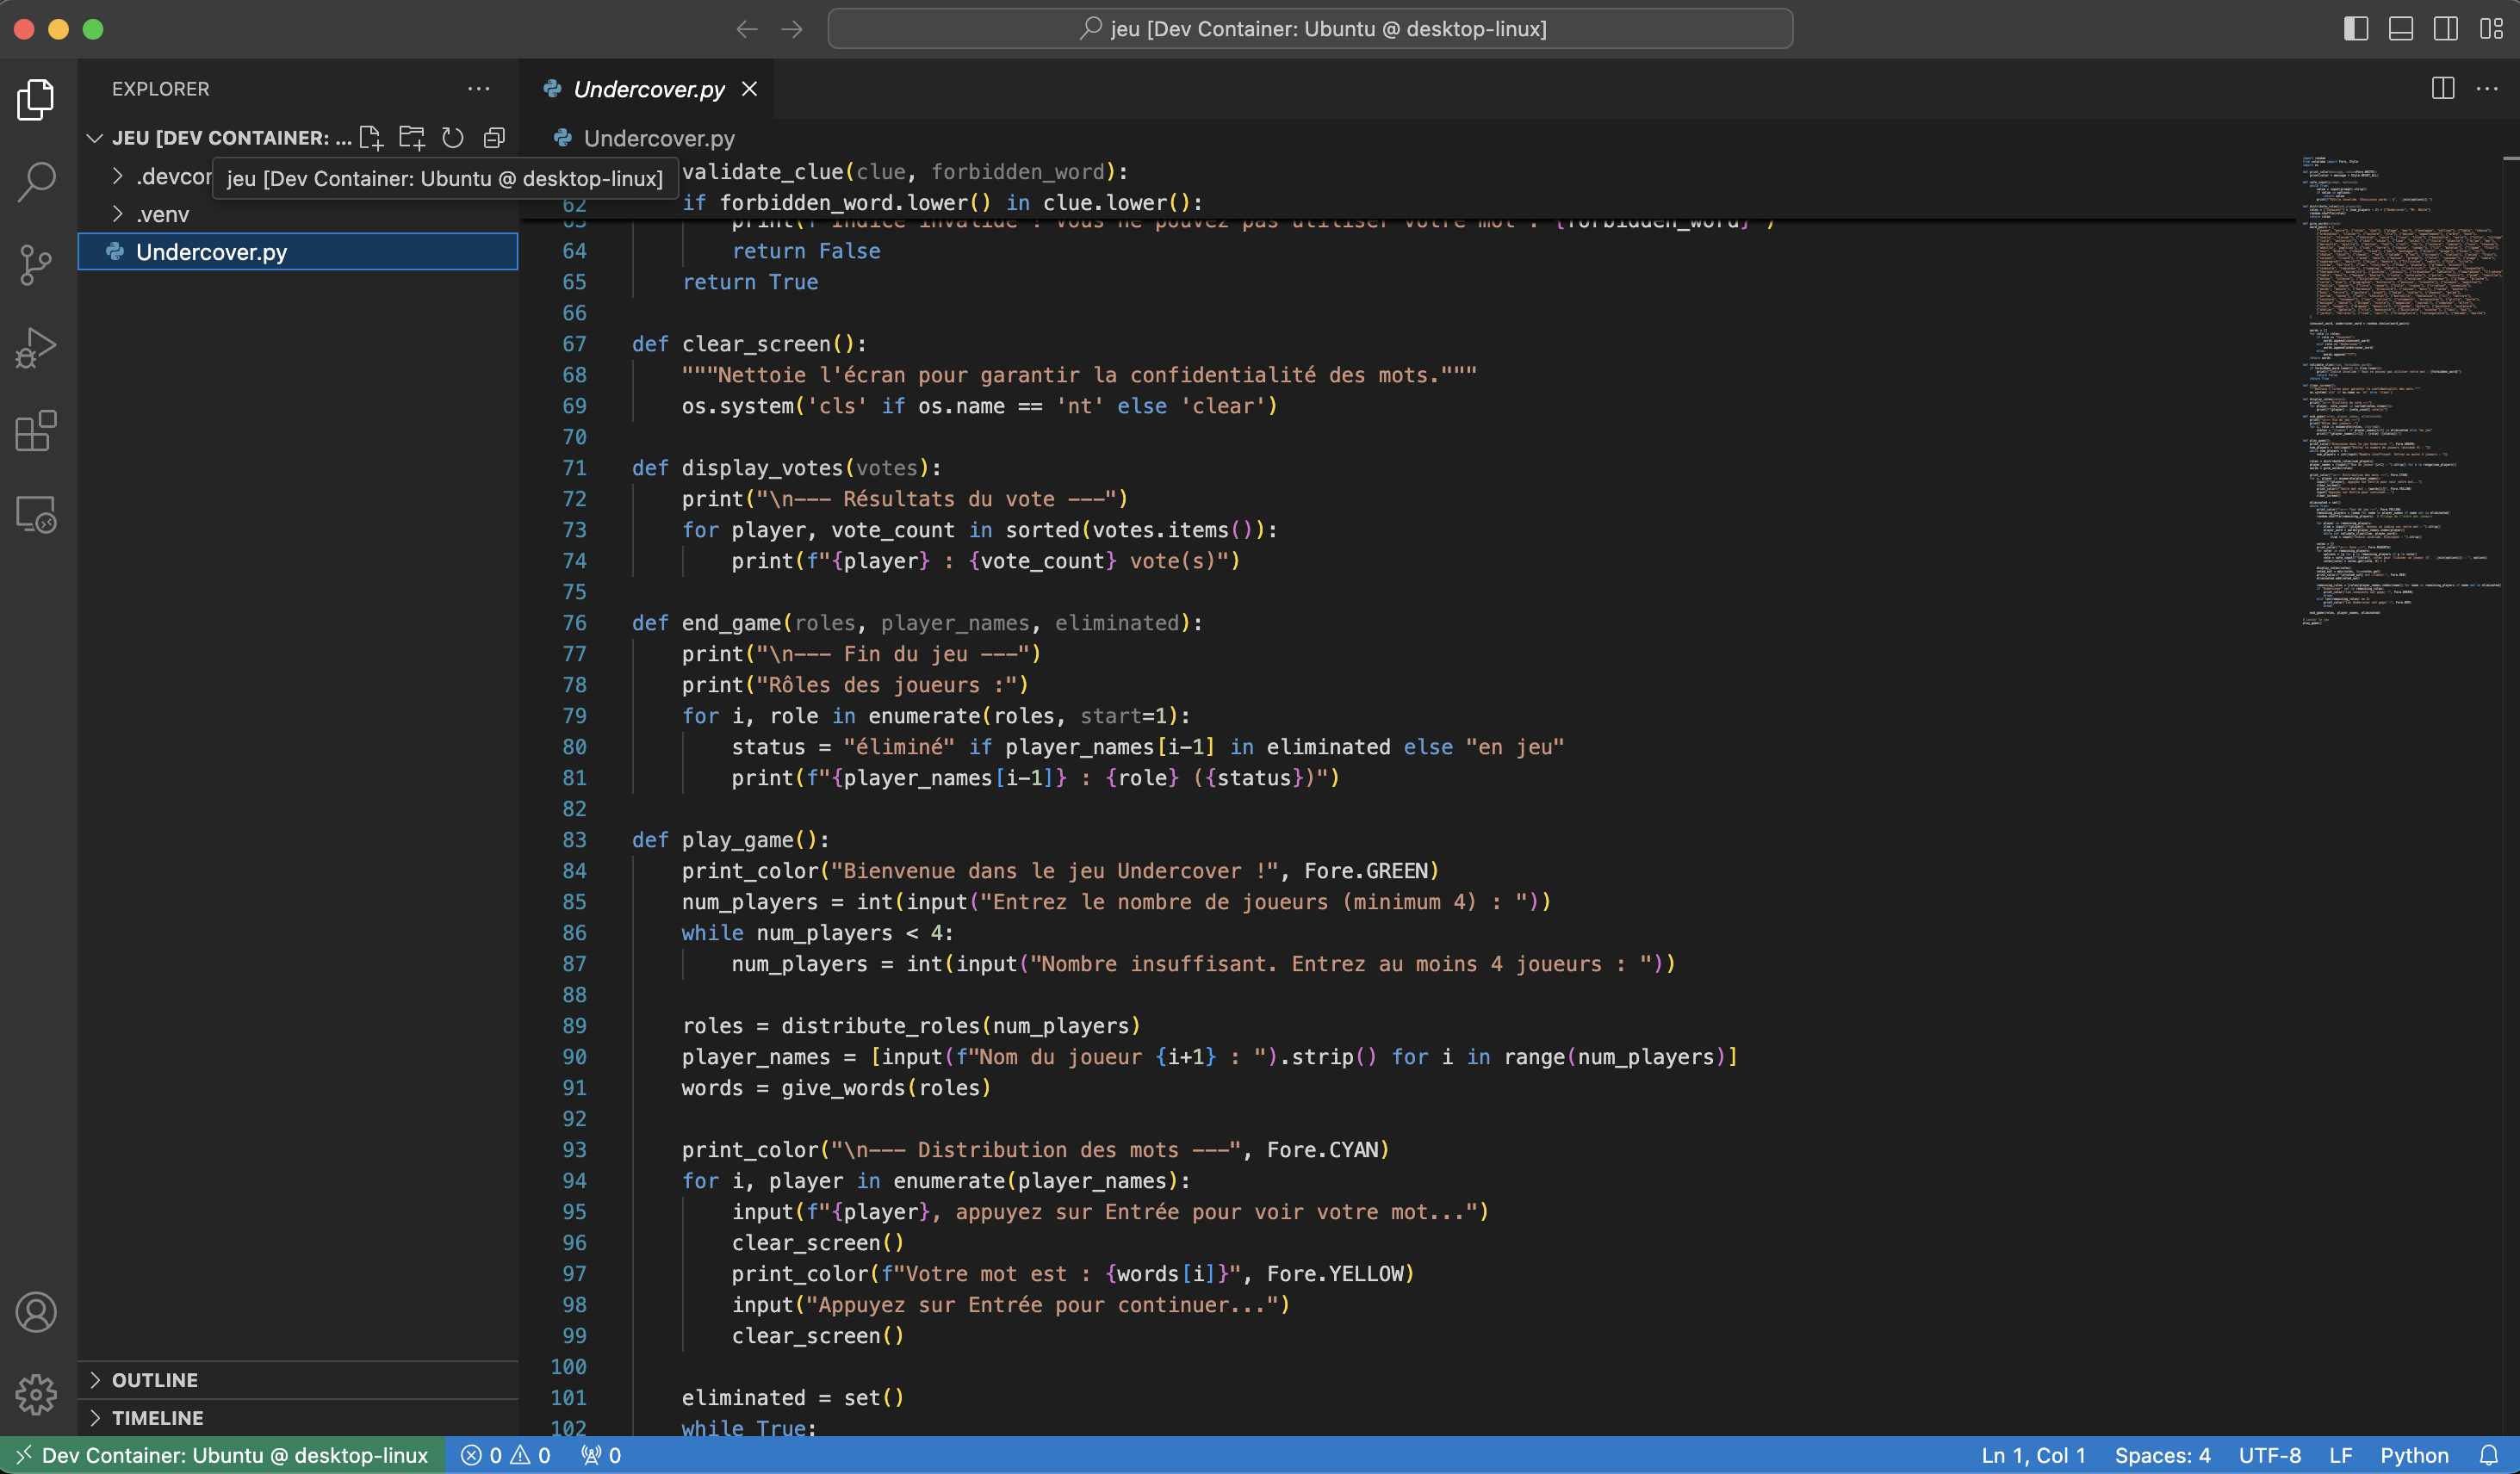 jeu [Dev Container: Ubuntu @ desktop-linux]
EXPLORER
JEU [DEV CONTAINER: ...
.devcon
jeu [Dev Container: Ubuntu @ desktop-linux]
.venv
Undercover.py
OUTLINE
TIMELINE
Undercover.py
Undercover.py
validate_clue(clue, forbidden_word):
62 if forbidden_word.lower() in clue.lower():
63 print(f"Indice invalide ! Vous ne pouvez pas utiliser votre mot : {forbidden_word}")
64 return False
65 return True
66
67 def clear_screen():
68 """Nettoie l'écran pour garantir la confidentialité des mots."""
69 os.system('cls' if os.name == 'nt' else 'clear')
70
71 def display_votes(votes):
72 print("\n--- Résultats du vote ---")
73 for player, vote_count in sorted(votes.items()):
74 print(f"{player} : {vote_count} vote(s)")
75
76 def end_game(roles, player_names, eliminated):
77 print("\n--- Fin du jeu ---")
78 print("Rôles des joueurs :")
79 for i, role in enumerate(roles, start=1):
80 status = "éliminé" if player_names[i-1] in eliminated else "en jeu"
81 print(f"{player_names[i-1]} : {role} ({status})")
82
83 def play_game():
84 print_color("Bienvenue dans le jeu Undercover !", Fore.GREEN)
85 num_players = int(input("Entrez le nombre de joueurs (minimum 4) : "))
86 while num_players < 4:
87 num_players = int(input("Nombre insuffisant. Entrez au moins 4 joueurs : "))
88
89 roles = distribute_roles(num_players)
90 player_names = [input(f"Nom du joueur {i+1} : ").strip() for i in range(num_players)]
91 words = give_words(roles)
92
93 print_color("\n--- Distribution des mots ---", Fore.CYAN)
94 for i, player in enumerate(player_names):
95 input(f"{player}, appuyez sur Entrée pour voir votre mot...")
96 clear_screen()
97 print_color(f"Votre mot est : {words[i]}", Fore.YELLOW)
98 input("Appuyez sur Entrée pour continuer...")
99 clear_screen()
100
101 eliminated = set()
102 while True:
Dev Container: Ubuntu @ desktop-linux
0 0
0
Ln 1, Col 1
Spaces: 4
UTF-8
LF
Python